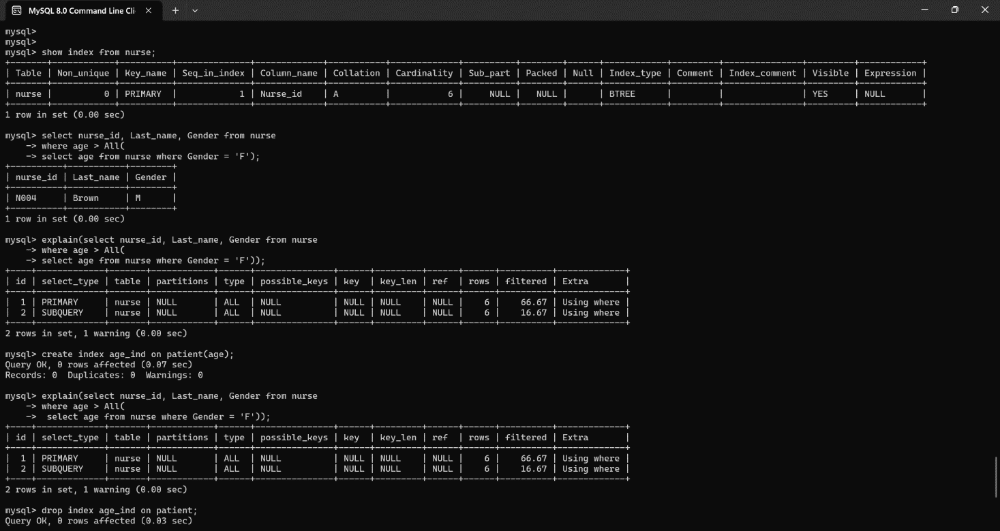 MySQL 8.0 Command Line Cli
mysql>
mysql>
mysql> show index from nurse;
+-------+------------+----------+--------------+-------------+-----------+-------------+----------+--------+------+------------+---------+---------------+---------+------------+
| Table | Non_unique | Key_name | Seq_in_index | Column_name | Collation | Cardinality | Sub_part | Packed | Null | Index_type | Comment | Index_comment | Visible | Expression |
+-------+------------+----------+--------------+-------------+-----------+-------------+----------+--------+------+------------+---------+---------------+---------+------------+
| nurse |          0 | PRIMARY  |            1 | Nurse_id    | A         |           6 |     NULL |   NULL |      | BTREE      |         |               | YES     | NULL       |
+-------+------------+----------+--------------+-------------+-----------+-------------+----------+--------+------+------------+---------+---------------+---------+------------+
1 row in set (0.00 sec)
mysql> select nurse_id, Last_name, Gender from nurse
    -> where age > All(
    -> select age from nurse where Gender = 'F');
+----------+-----------+--------+
| nurse_id | Last_name | Gender |
+----------+-----------+--------+
| N004     | Brown     | M      |
+----------+-----------+--------+
1 row in set (0.00 sec)
mysql> explain(select nurse_id, Last_name, Gender from nurse
    -> where age > All(
    -> select age from nurse where Gender = 'F'));
+----+-------------+-------+------------+------+---------------+------+---------+------+------+----------+-------------+
| id | select_type | table | partitions | type | possible_keys | key  | key_len | ref  | rows | filtered | Extra       |
+----+-------------+-------+------------+------+---------------+------+---------+------+------+----------+-------------+
|  1 | PRIMARY     | nurse | NULL       | ALL  | NULL          | NULL | NULL    | NULL |    6 |    66.67 | Using where |
|  2 | SUBQUERY    | nurse | NULL       | ALL  | NULL          | NULL | NULL    | NULL |    6 |    16.67 | Using where |
+----+-------------+-------+------------+------+---------------+------+---------+------+------+----------+-------------+
2 rows in set, 1 warning (0.00 sec)
mysql> create index age_ind on patient(age);
Query OK, 0 rows affected (0.07 sec)
Records: 0  Duplicates: 0  Warnings: 0
mysql> explain(select nurse_id, Last_name, Gender from nurse
    -> where age > All(
    ->  select age from nurse where Gender = 'F'));
+----+-------------+-------+------------+------+---------------+------+---------+------+------+----------+-------------+
| id | select_type | table | partitions | type | possible_keys | key  | key_len | ref  | rows | filtered | Extra       |
+----+-------------+-------+------------+------+---------------+------+---------+------+------+----------+-------------+
|  1 | PRIMARY     | nurse | NULL       | ALL  | NULL          | NULL | NULL    | NULL |    6 |    66.67 | Using where |
|  2 | SUBQUERY    | nurse | NULL       | ALL  | NULL          | NULL | NULL    | NULL |    6 |    16.67 | Using where |
+----+-------------+-------+------------+------+---------------+------+---------+------+------+----------+-------------+
2 rows in set, 1 warning (0.00 sec)
mysql> drop index age_ind on patient;
Query OK, 0 rows affected (0.03 sec)